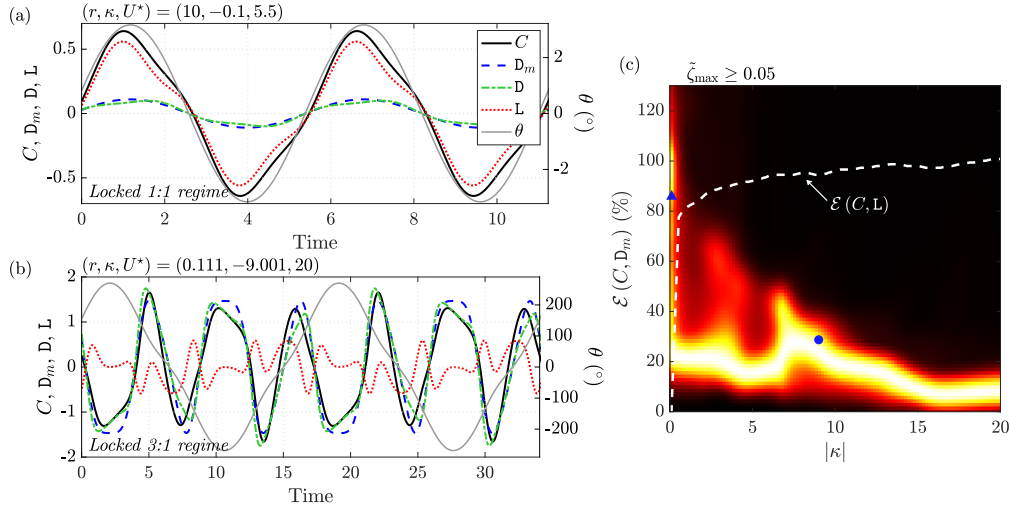 (a)
(r, κ, U⋆) = (10, −0.1, 5.5)
C, D_m, D, L
0.5
0
-0.5
C
D_m
D
L
θ
2
0
-2
θ (°)
Locked 1:1 regime
0 2 4 6 8 10
Time
(b)
(r, κ, U⋆) = (0.111, −9.001, 20)
C, D_m, D, L
2
1
0
-1
-2
200
100
0
-100
-200
θ (°)
Locked 3:1 regime
0 5 10 15 20 25 30
Time
(c)
ζ̃_max ≥ 0.05
ℰ (C, D_m) (%)
120
100
80
60
40
20
0
ℰ (C, L)
0 5 10 15 20
|κ|